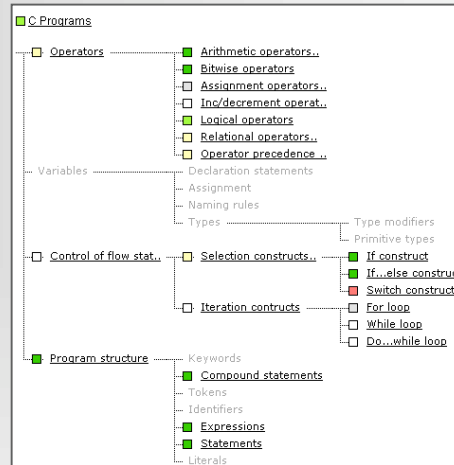 C Programs
Operators Arithmetic operators..
Bitwise operators
Assignment operators..
Inc/decrement operat..
Logical operators
Relational operators..
Operator precedence ..
Variables Declaration statements
Assignment
Naming rules
Types Type modifiers
Primitive types
Control of flow stat.. Selection constructs.. If construct
If...else construc
Switch construct
Iteration contructs For loop
While loop
Do...while loop
Program structure Keywords
Compound statements
Tokens
Identifiers
Expressions
Statements
Literals